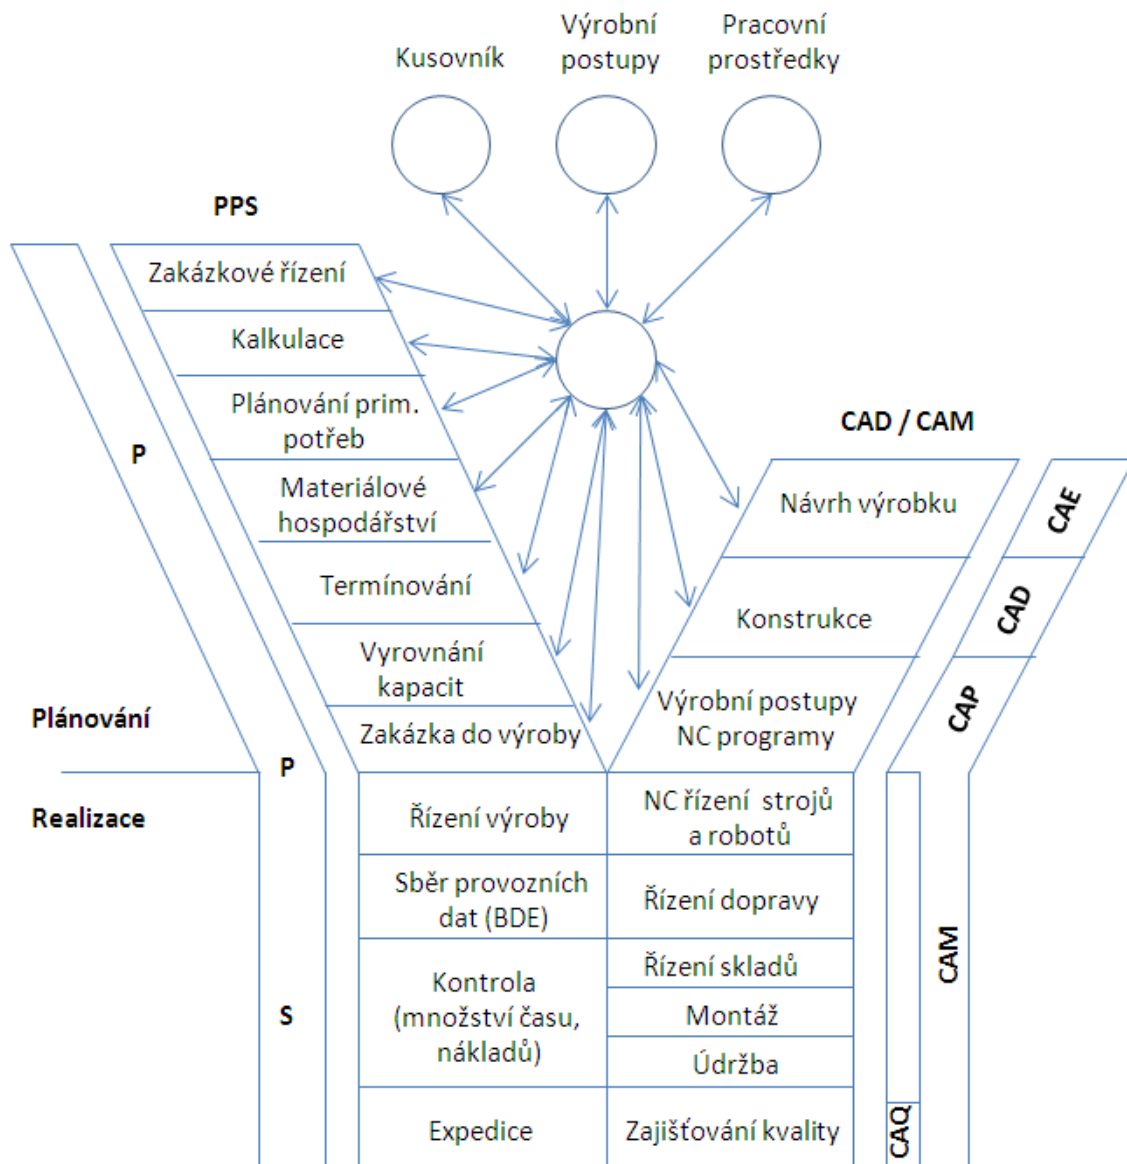 Kusovník
Výrobní
postupy
Pracovní
prostředky
PPS
Zakázkové řízení
Kalkulace
Plánování prim.
potřeb
Materiálové
hospodářství
Termínování
Vyrovnání
kapacit
Zakázka do výroby
P
P
S
CAD / CAM
Návrh výrobku
Konstrukce
Výrobní postupy
NC programy
CAE
CAD
CAP
Plánování
Realizace
Řízení výroby
Sběr provozních
dat (BDE)
Kontrola
(množství času,
nákladů)
Expedice
NC řízení strojů
a robotů
Řízení dopravy
Řízení skladů
Montáž
Údržba
Zajišťování kvality
CAM
CAQ